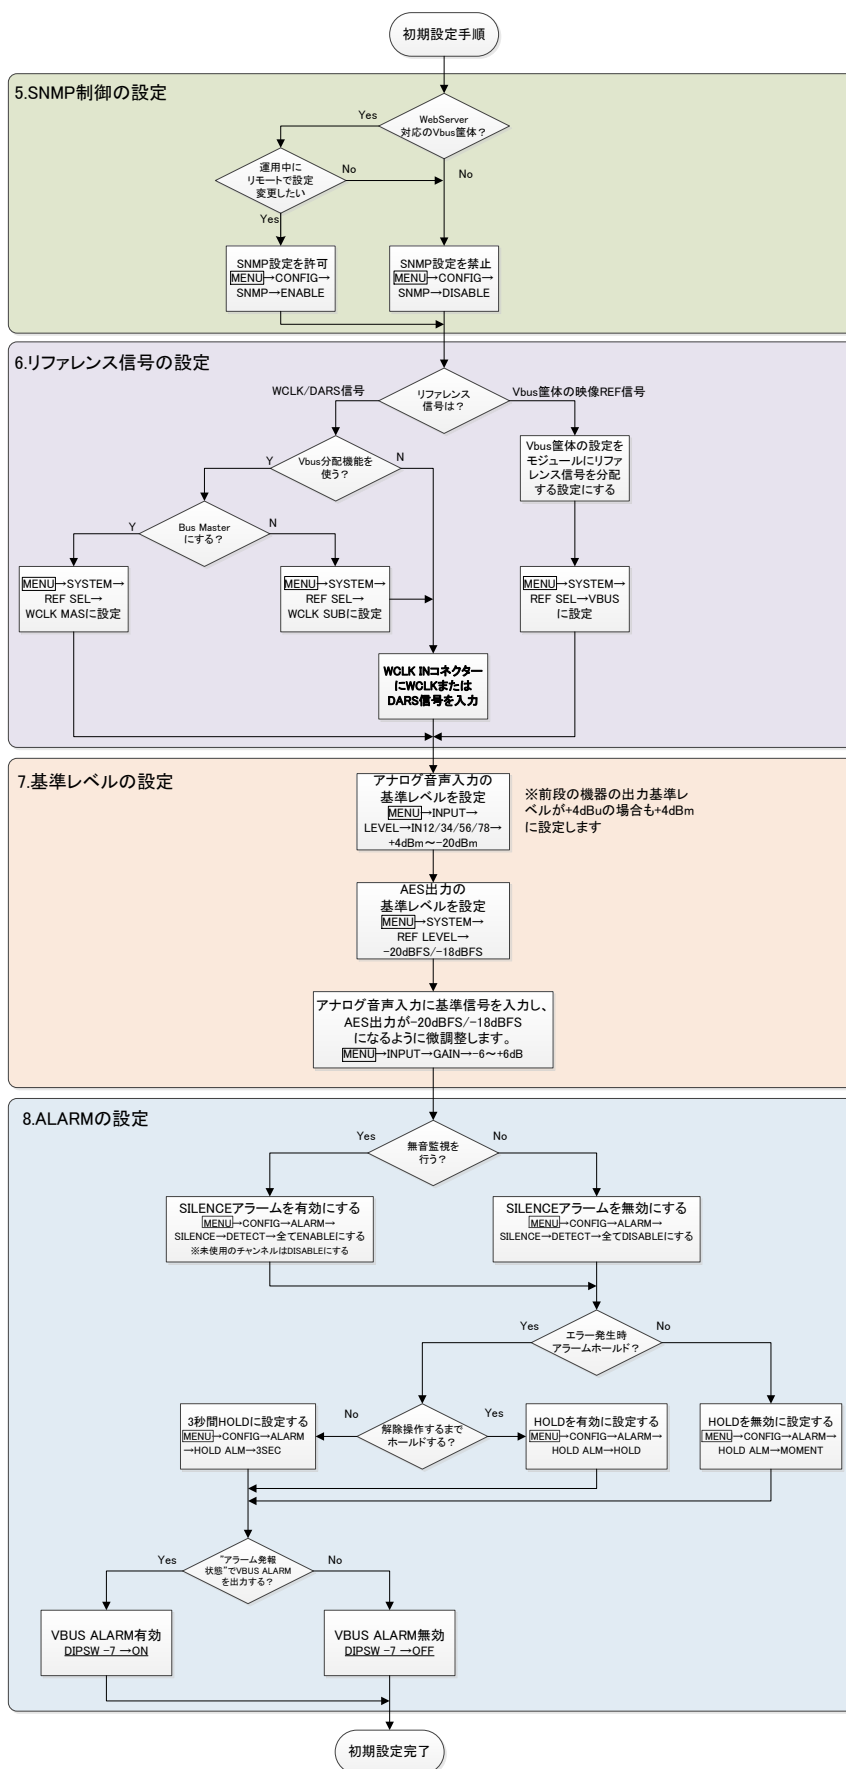 初期設定手順
5.SNMP制御の設定
WebServer
対応のVbus筐体？
Yes
No
運用中に
リモートで設定
変更したい
No
Yes
SNMP設定を許可
MENU→CONFIG→
SNMP→ENABLE
SNMP設定を禁止
MENU→CONFIG→
SNMP→DISABLE
6.リファレンス信号の設定
リファレンス
信号は？
WCLK/DARS信号
Vbus筐体の映像REF信号
Vbus分配機能を
使う？
Y
N
Vbus筐体の設定を
モジュールにリファ
レンス信号を分配
する設定にする
Bus Master
にする？
Y
N
MENU→SYSTEM→
REF SEL→
WCLK MASに設定
MENU→SYSTEM→
REF SEL→
WCLK SUBに設定
MENU→SYSTEM→
REF SEL→VBUS
に設定
WCLK INコネクター
にWCLKまたは
DARS信号を入力
7.基準レベルの設定
アナログ音声入力の
基準レベルを設定
MENU→INPUT→
LEVEL→IN12/34/56/78→
+4dBm～-20dBm
※前段の機器の出力基準レ
ベルが+4dBuの場合も+4dBm
に設定します
AES出力の
基準レベルを設定
MENU→SYSTEM→
REF LEVEL→
-20dBFS/-18dBFS
アナログ音声入力に基準信号を入力し、
AES出力が-20dBFS/-18dBFS
になるように微調整します。
MENU→INPUT→GAIN→-6～+6dB
8.ALARMの設定
無音監視を
行う？
Yes
No
SILENCEアラームを有効にする
MENU→CONFIG→ALARM→
SILENCE→DETECT→全てENABLEにする
※未使用のチャンネルはDISABLEにする
SILENCEアラームを無効にする
MENU→CONFIG→ALARM→
SILENCE→DETECT→全てDISABLEにする
エラー発生時
アラームホールド？
Yes
No
解除操作するまで
ホールドする？
No
Yes
3秒間HOLDに設定する
MENU→CONFIG→ALARM
→HOLD ALM→3SEC
HOLDを有効に設定する
MENU→CONFIG→ALARM→
HOLD ALM→HOLD
HOLDを無効に設定する
MENU→CONFIG→ALARM→
HOLD ALM→MOMENT
“アラーム発報
状態”でVBUS ALARM
を出力する？
Yes
No
VBUS ALARM有効
DIPSW -7 →ON
VBUS ALARM無効
DIPSW -7 →OFF
初期設定完了